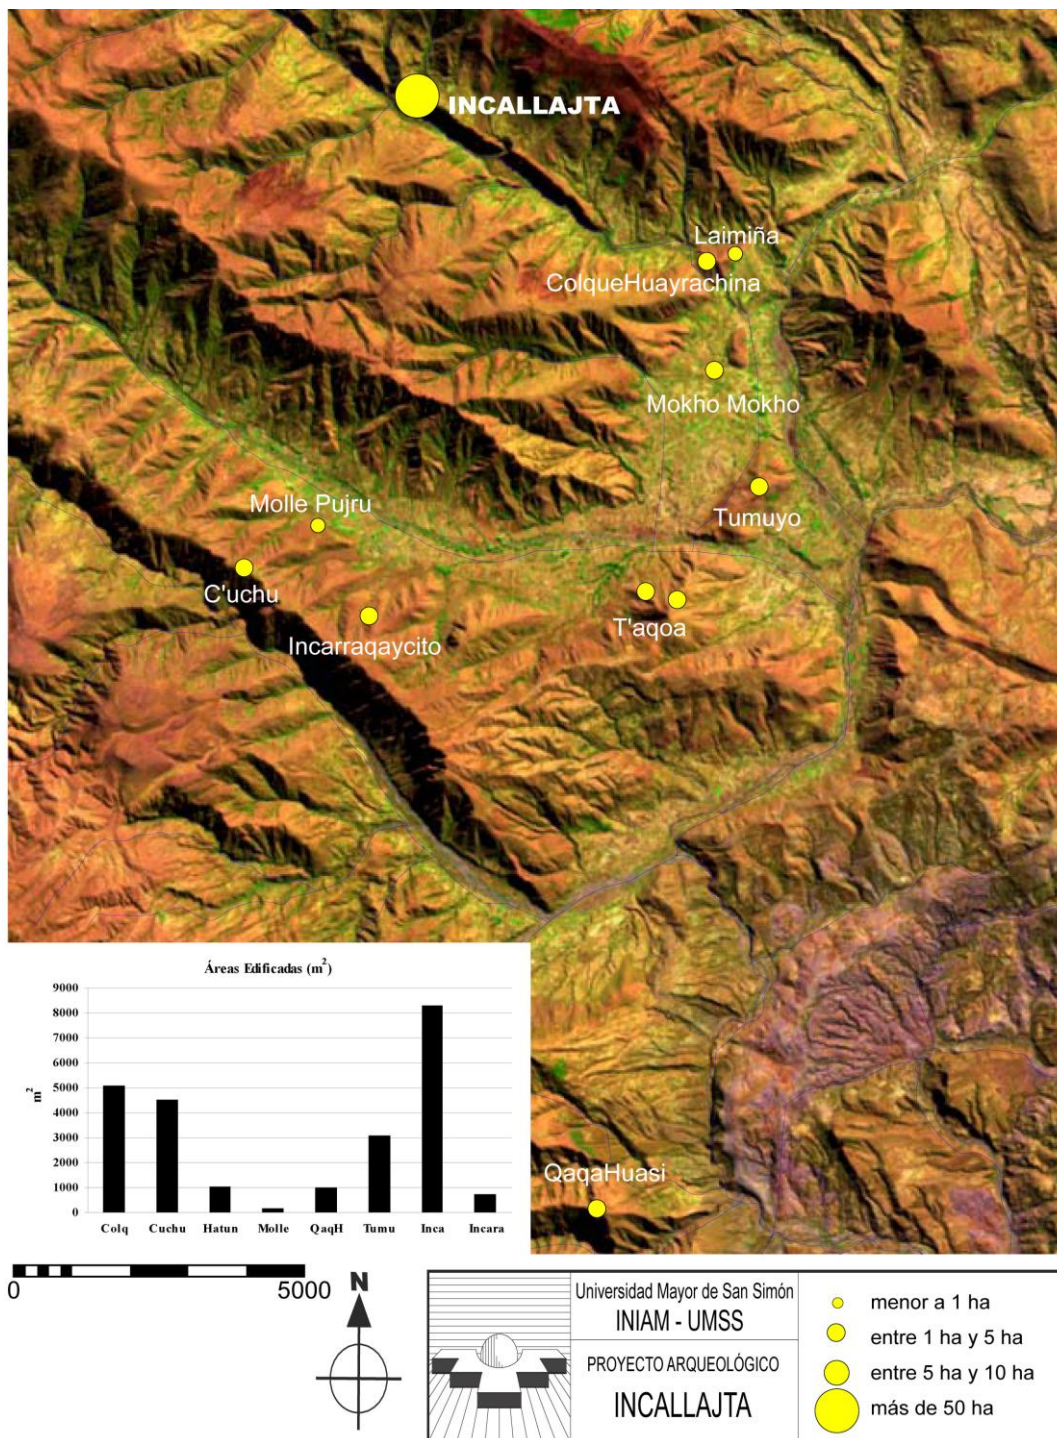 INCALLAJTA
Laimiña
ColqueHuayrachina
Mokho Mokho
Molle Pujru
Tumuyo
C'uchu
T'aqoa
Incarraqaycito
QaqaHuasi
Áreas Edificadas (m²)
9000
8000
7000
6000
5000
4000
3000
2000
1000
0
m²
Colq Cuchu Hatun Molle QaqH Tumu Inca Incara
0 5000
N
Universidad Mayor de San Simón
INIAM - UMSS
PROYECTO ARQUEOLÓGICO
INCALLAJTA
menor a 1 ha
entre 1 ha y 5 ha
entre 5 ha y 10 ha
más de 50 ha